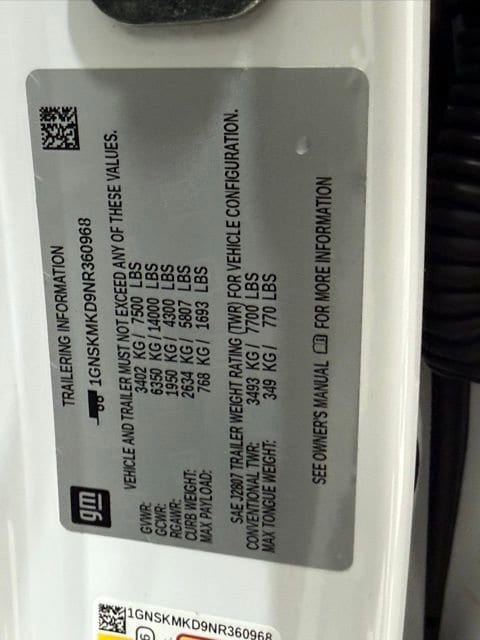 gm
TRAILERING INFORMATION
1GNSKMKD9NR360968
VEHICLE AND TRAILER MUST NOT EXCEED ANY OF THESE VALUES.
GVWR: 3402 KG / 7500 LBS
GCWR: 6350 KG / 14000 LBS
RGAWR: 1950 KG / 4300 LBS
CURB WEIGHT: 2634 KG / 5807 LBS
MAX PAYLOAD: 768 KG / 1693 LBS
SAE J2807 TRAILER WEIGHT RATING (TWR) FOR VEHICLE CONFIGURATION.
CONVENTIONAL TWR: 3493 KG / 7700 LBS
MAX TONGUE WEIGHT: 349 KG / 770 LBS
SEE OWNER'S MANUAL FOR MORE INFORMATION
1GNSKMKD9NR360968